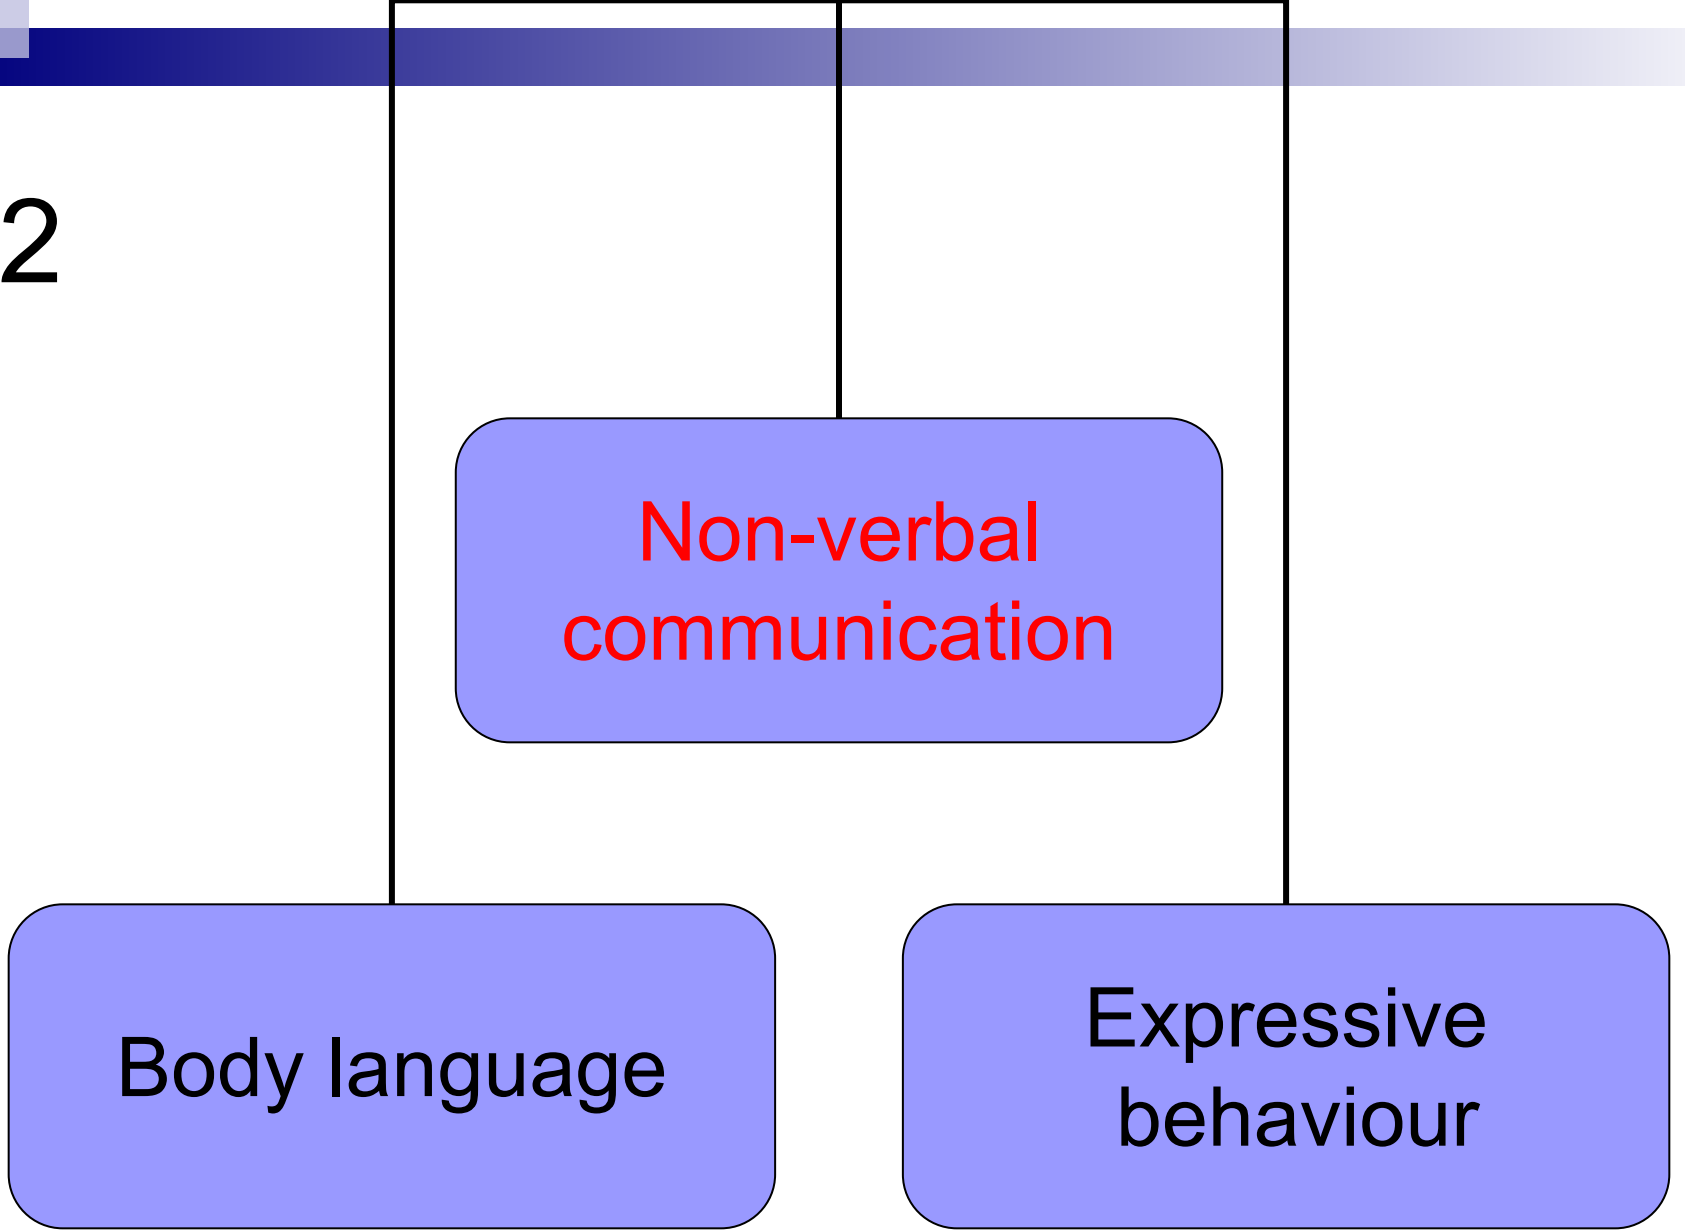 2
Non-verbal
communication
Body language
Expressive
behaviour